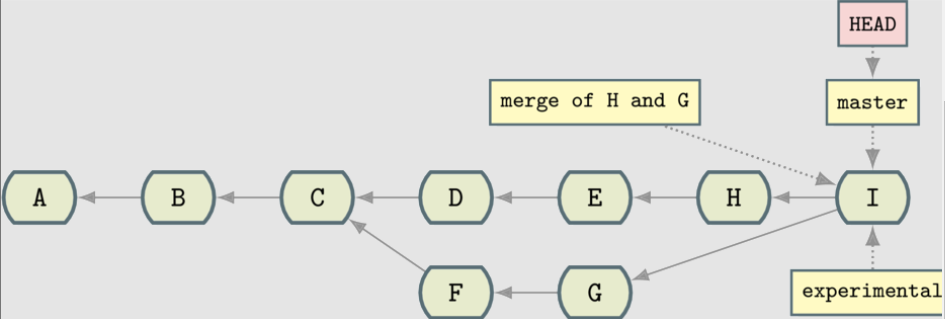 HEAD
merge of H and G
master
A
B
C
D
E
H
I
F
G
experimental